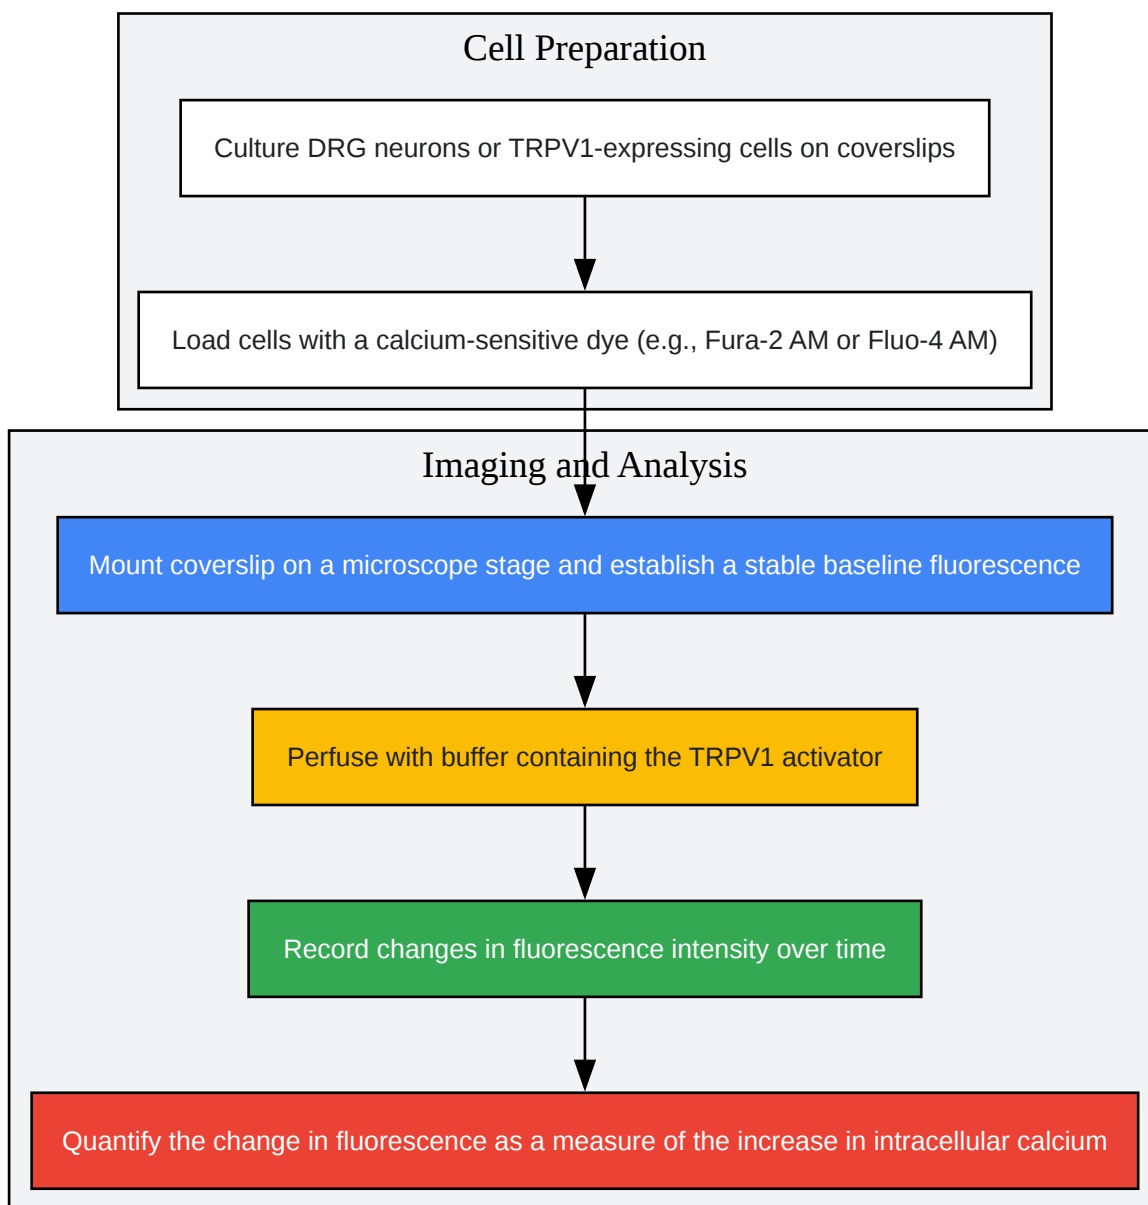 Cell Preparation
Culture DRG neurons or TRPV1-expressing cells on coverslips
Load cells with a calcium-sensitive dye (e.g., Fura-2 AM or Fluo-4 AM)
Imaging and Analysis
Mount coverslip on a microscope stage and establish a stable baseline fluorescence
Perfuse with buffer containing the TRPV1 activator
Record changes in fluorescence intensity over time
Quantify the change in fluorescence as a measure of the increase in intracellular calcium